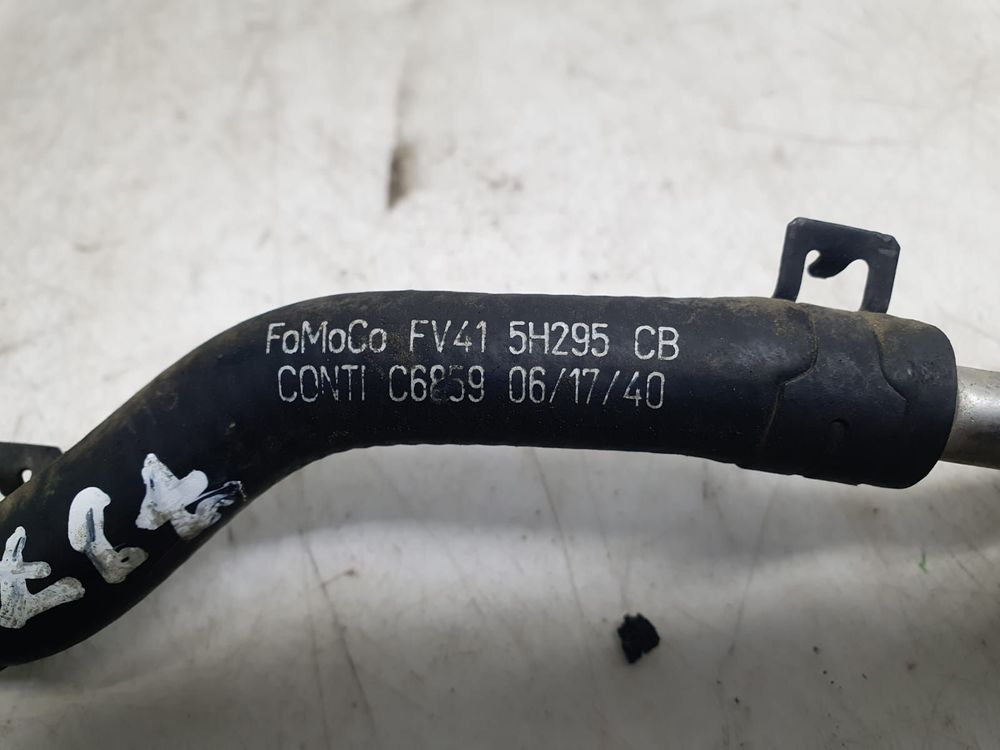 FoMoCo FV41 5H295 CB
CONTI C6859 06/17/40